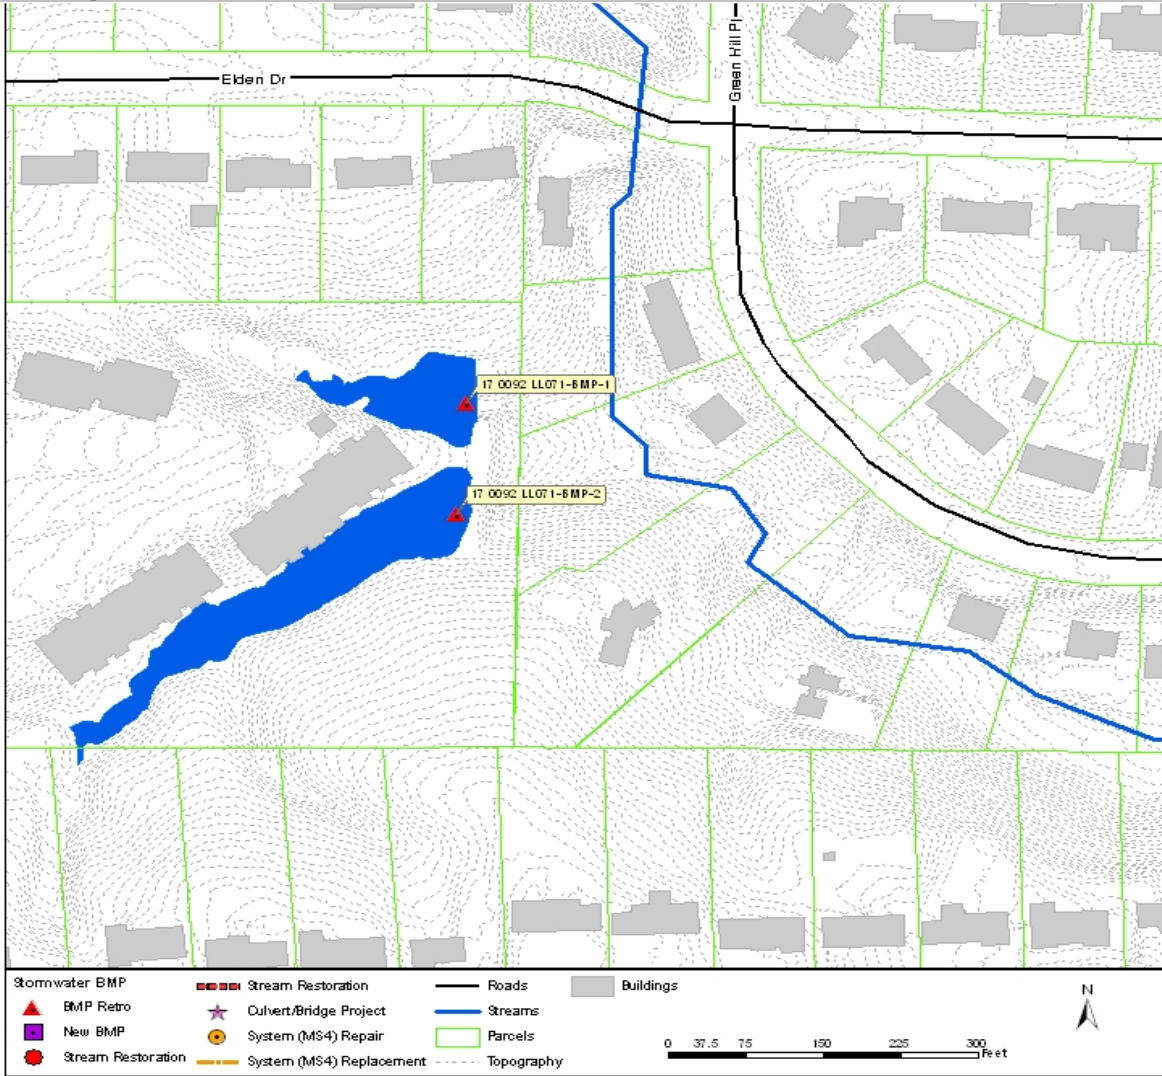 Green Hill Pl
Elden Dr
17 0092 LL071-BMP-1
17 0092 LL071-BMP-2
Stormwater BMP
BMP Retro
New BMP
Stream Restoration
Stream Restoration
Culvert/Bridge Project
System (MS4) Repair
System (MS4) Replacement
Roads
Streams
Parcels
Topography
Buildings
N
0 37.5 75 150 225 300
Feet